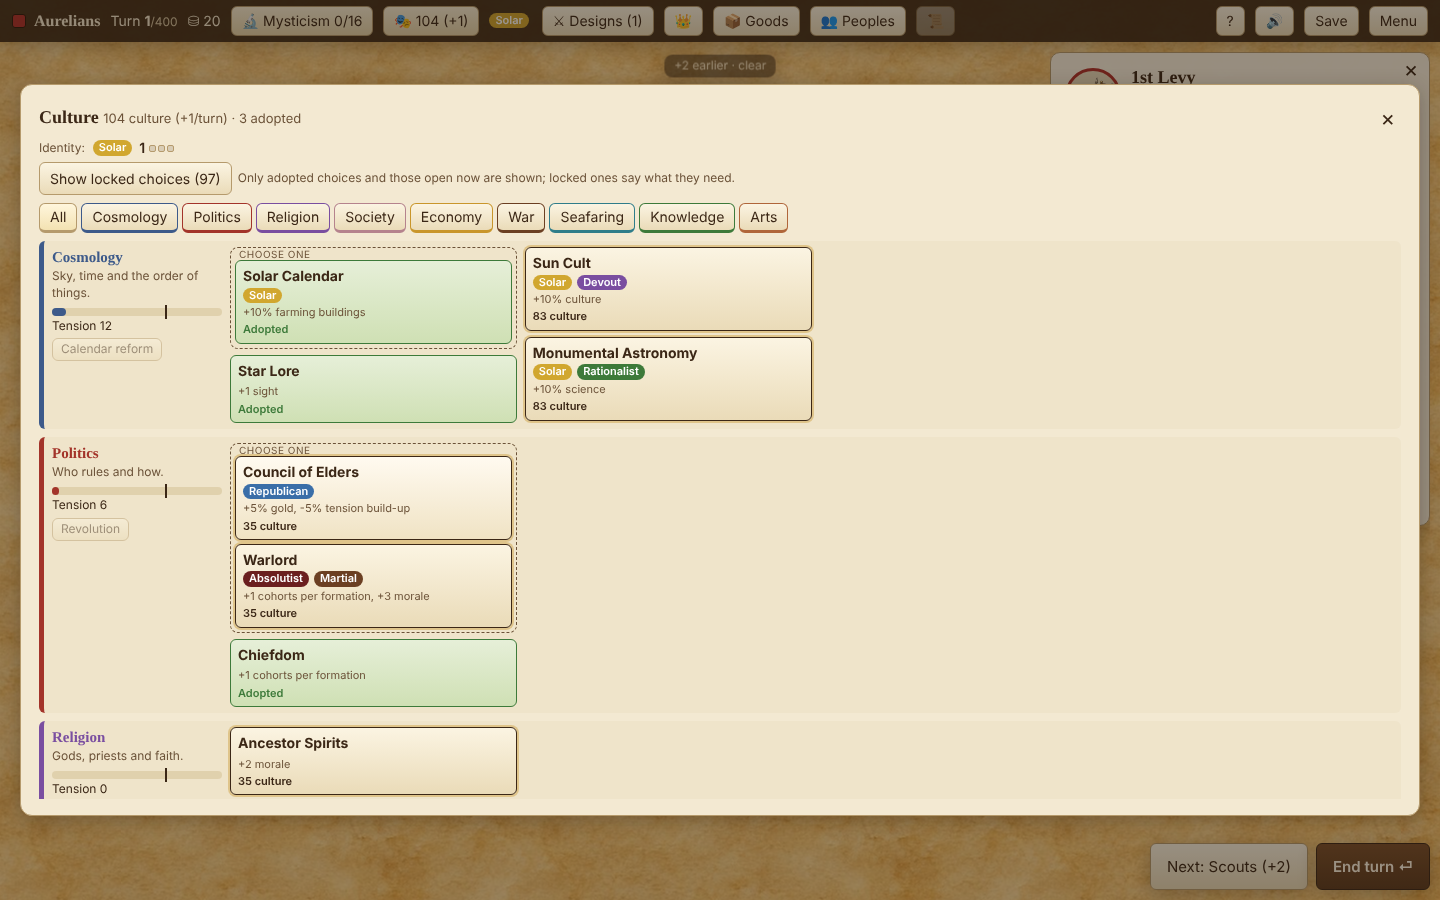 Aurelians Turn 1/400 20 Mysticism 0/16 104 (+1) Solar Designs (1) Goods Peoples ? Save Menu
+2 earlier · clear
1st Levy
Culture 104 culture (+1/turn) · 3 adopted
Identity: Solar 1
Show locked choices (97) Only adopted choices and those open now are shown; locked ones say what they need.
All Cosmology Politics Religion Society Economy War Seafaring Knowledge Arts
Cosmology
Sky, time and the order of
things.
Tension 12
Calendar reform
CHOOSE ONE
Solar Calendar
Solar
+10% farming buildings
Adopted
Star Lore
+1 sight
Adopted
Sun Cult
Solar Devout
+10% culture
83 culture
Monumental Astronomy
Solar Rationalist
+10% science
83 culture
Politics
Who rules and how.
Tension 6
Revolution
CHOOSE ONE
Council of Elders
Republican
+5% gold, -5% tension build-up
35 culture
Warlord
Absolutist Martial
+1 cohorts per formation, +3 morale
35 culture
Chiefdom
+1 cohorts per formation
Adopted
Religion
Gods, priests and faith.
Tension 0
Ancestor Spirits
+2 morale
35 culture
Next: Scouts (+2) End turn